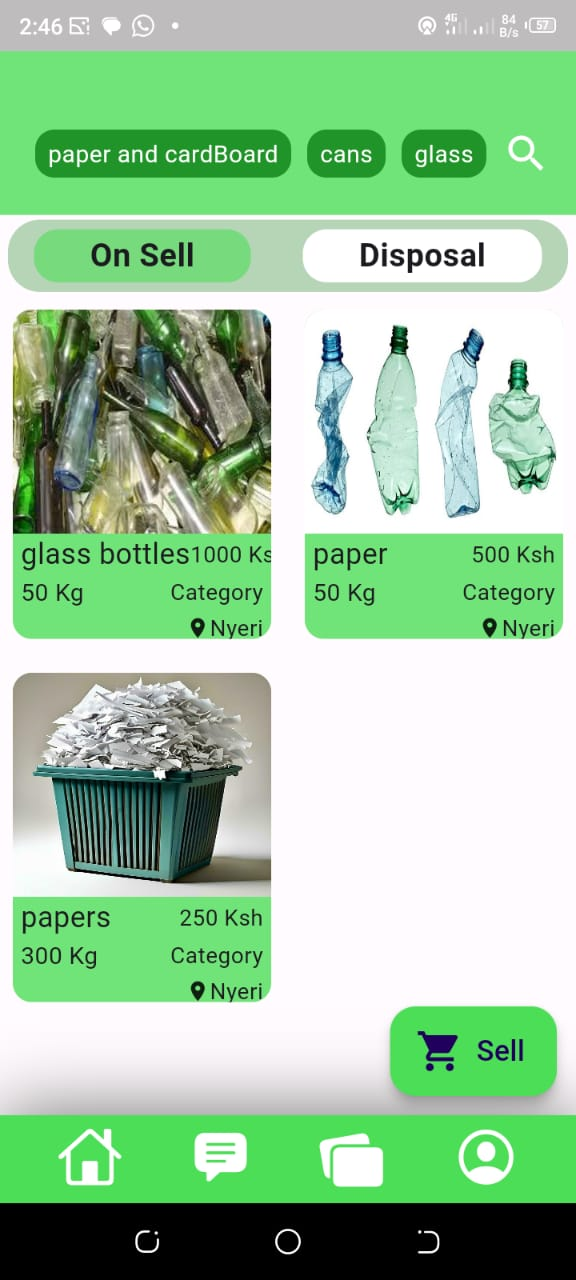 2:46 4G 84 B/s 57
paper and cardBoard cans glass
On Sell Disposal
glass bottles 1000 Ks
50 Kg Category
Nyeri
paper 500 Ksh
50 Kg Category
Nyeri
papers 250 Ksh
300 Kg Category
Nyeri
Sell